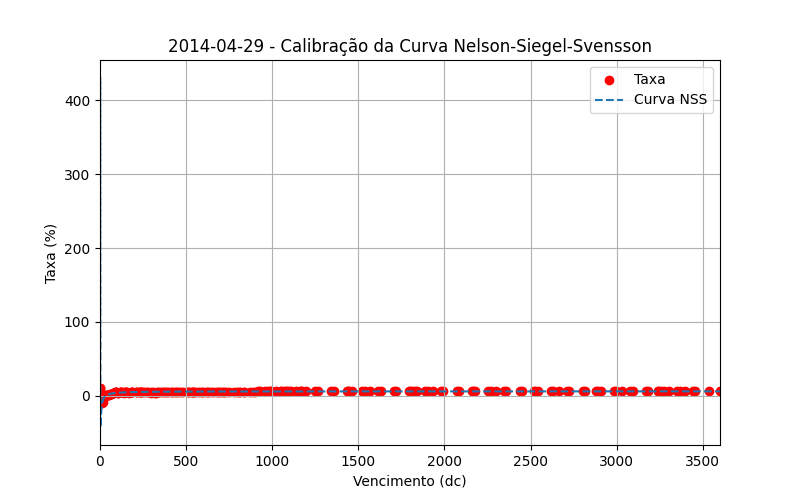 2014-04-29 - Calibração da Curva Nelson-Siegel-Svensson
Taxa
Curva NSS
Taxa (%)
400
300
200
100
0
0 500 1000 1500 2000 2500 3000 3500
Vencimento (dc)